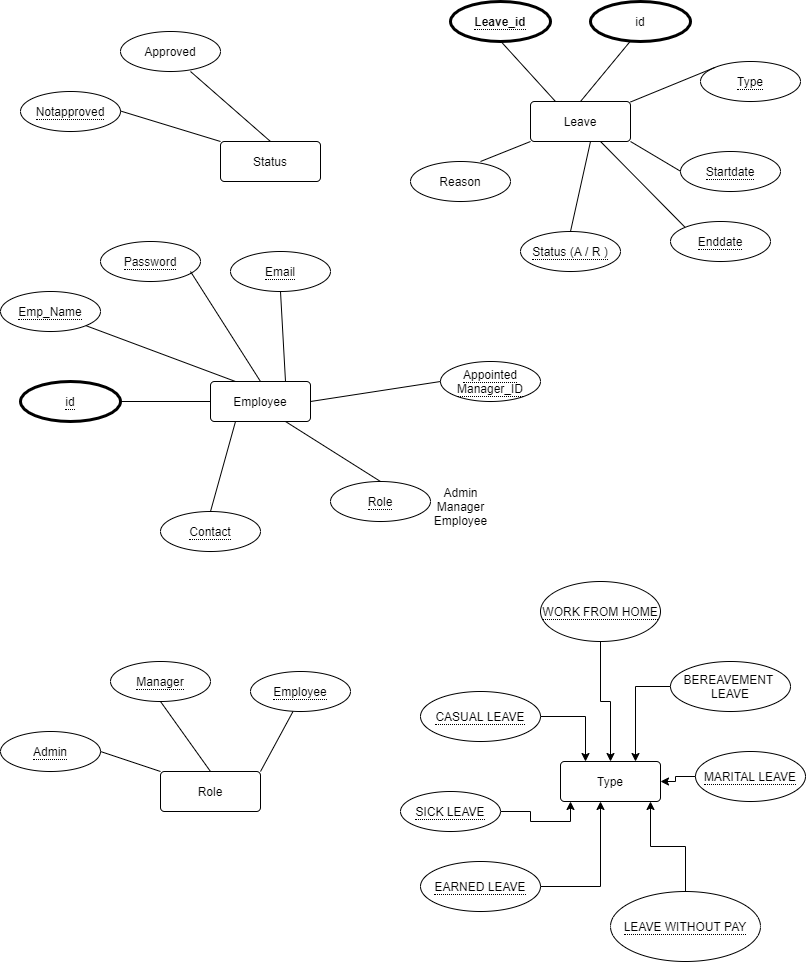 Approved
Notapproved
Status
Leave_id
id
Type
Leave
Startdate
Reason
Enddate
Status (A / R )
Password
Email
Emp_Name
Appointed
Manager_ID
id
Employee
Role
Admin
Manager
Employee
Contact
Manager
Employee
Admin
Role
WORK FROM HOME
BEREAVEMENT
LEAVE
CASUAL LEAVE
Type
MARITAL LEAVE
SICK LEAVE
EARNED LEAVE
LEAVE WITHOUT PAY